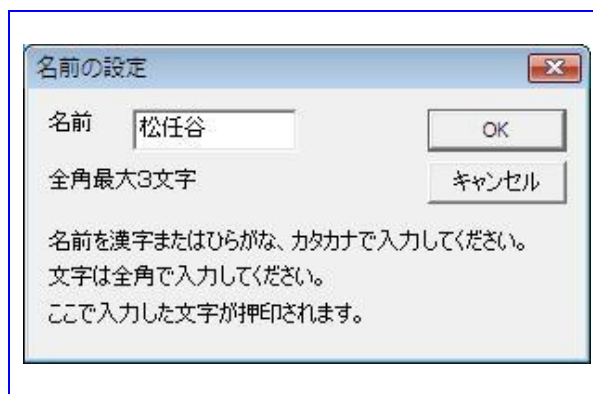 名前の設定
名前 松任谷 OK
全角最大3文字 キャンセル
名前を漢字またはひらがな、カタカナで入力してください。
文字は全角で入力してください。
ここで入力した文字が押印されます。